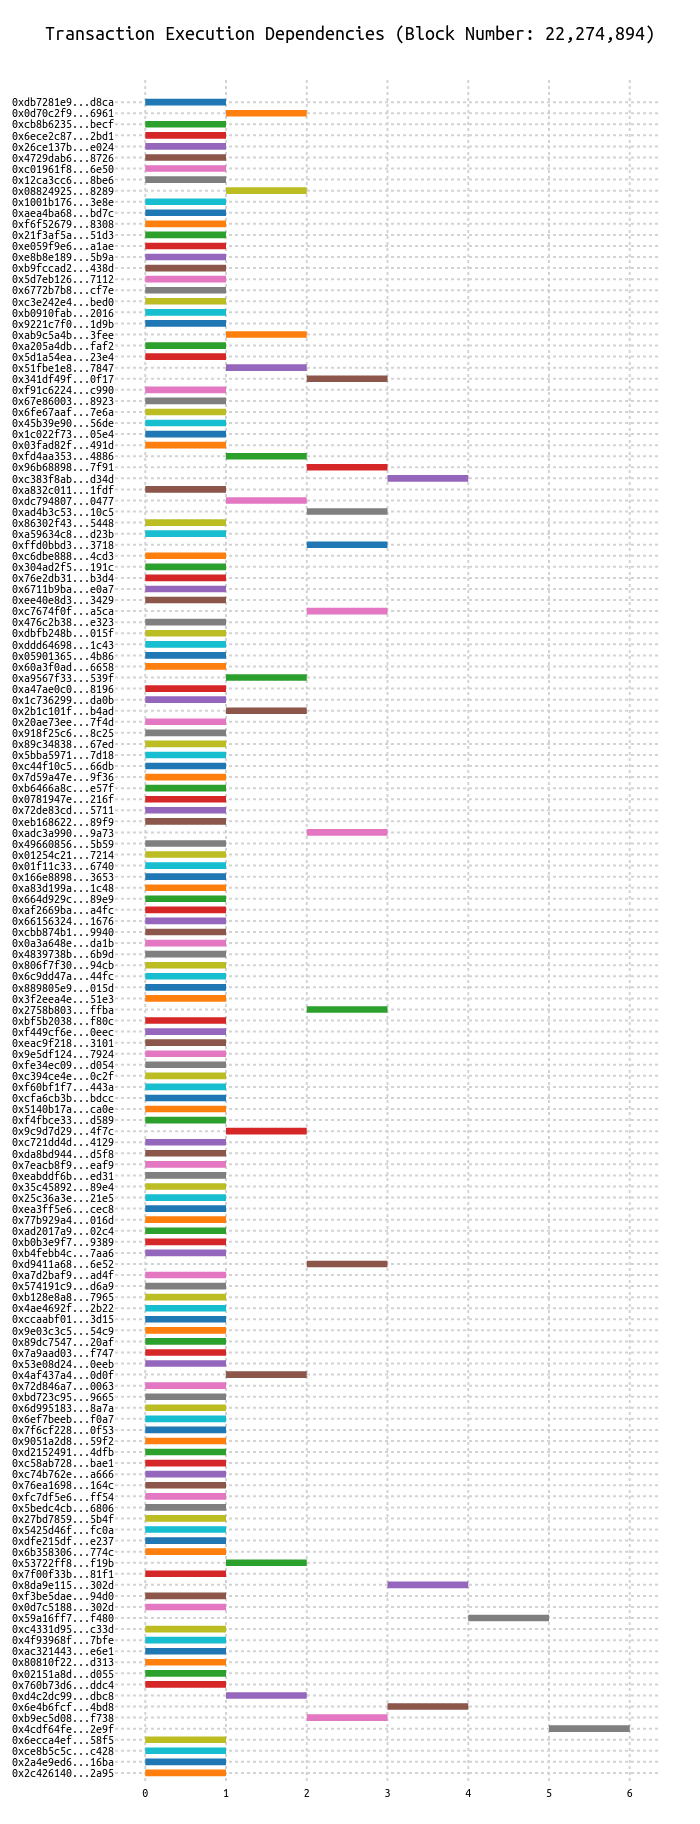 Transaction Execution Dependencies (Block Number: 22,274,894)
0xdb7281e9...d8ca
0x0d70c2f9...6961
0xcb8b6235...becf
0x6ece2c87...2bd1
0x26ce137b...e024
0x4729dab6...8726
0xc01961f8...6e50
0x12ca3cc6...8be6
0x08824925...8289
0x1001b176...3e8e
0xaea4ba68...bd7c
0xf6f52679...8308
0x21f3af5a...51d3
0xe059f9e6...a1ae
0xe8b8e189...5b9a
0xb9fccad2...438d
0x5d7eb126...7112
0x6772b7b8...cf7e
0xc3e242e4...bed0
0xb0910fab...2016
0x9221c7f0...1d9b
0xab9c5a4b...3fee
0xa205a4db...faf2
0x5d1a54ea...23e4
0x51fbe1e8...7847
0x341df49f...0f17
0xf91c6224...c990
0x67e86003...8923
0x6fe67aaf...7e6a
0x45b39e90...56de
0x1c022f73...05e4
0x03fad82f...491d
0xfd4aa353...4886
0x96b68898...7f91
0xc383f8ab...d34d
0xa832c011...1fdf
0xdc794807...0477
0xad4b3c53...10c5
0x86302f43...5448
0xa59634c8...d23b
0xffd0bbd3...3718
0xc6dbe888...4cd3
0x304ad2f5...191c
0x76e2db31...b3d4
0x6711b9ba...e0a7
0xee40e8d3...3429
0xc7674f0f...a5ca
0x476c2b38...e323
0xdbfb248b...015f
0xddd64698...1c43
0x05901365...4b86
0x60a3f0ad...6658
0xa9567f33...539f
0xa47ae0c0...8196
0x1c736299...da0b
0x2b1c101f...b4ad
0x20ae73ee...7f4d
0x918f25c6...8c25
0x89c34838...67ed
0x5bba5971...7d18
0xc44f10c5...66db
0x7d59a47e...9f36
0xb6466a8c...e57f
0x0781947e...216f
0x72de83cd...5711
0xeb168622...89f9
0xadc3a990...9a73
0x49660856...5b59
0x01254c21...7214
0x01f11c33...6740
0x166e8898...3653
0xa83d199a...1c48
0x664d929c...89e9
0xaf2669ba...a4fc
0x66156324...1676
0xcbb874b1...9940
0x0a3a648e...da1b
0x4839738b...6b9d
0x806f7f30...94cb
0x6c9dd47a...44fc
0x889805e9...015d
0x3f2eea4e...51e3
0x2758b803...ffba
0xbf5b2038...f80c
0xf449cf6e...0eec
0xeac9f218...3101
0x9e5df124...7924
0xfe34ec09...d054
0xc394ce4e...0c2f
0xf60bf1f7...443a
0xcfa6cb3b...bdcc
0x5140b17a...ca0e
0xf4fbce33...d589
0x9c9d7d29...4f7c
0xc721dd4d...4129
0xda8bd944...d5f8
0x7eacb8f9...eaf9
0xeabddf6b...ed31
0x35c45892...89e4
0x25c36a3e...21e5
0xea3ff5e6...cec8
0x77b929a4...016d
0xad2017a9...02c4
0xb0b3e9f7...9389
0xb4febb4c...7aa6
0xd9411a68...6e52
0xa7d2baf9...ad4f
0x574191c9...d6a9
0xb128e8a8...7965
0x4ae4692f...2b22
0xccaabf01...3d15
0x9e03c3c5...54c9
0x89dc7547...20af
0x7a9aad03...f747
0x53e08d24...0eeb
0x4af437a4...0d0f
0x72d846a7...0063
0xbd723c95...9665
0x6d995183...8a7a
0x6ef7beeb...f0a7
0x7f6cf228...0f53
0x9051a2d8...59f2
0xd2152491...4dfb
0xc58ab728...bae1
0xc74b762e...a666
0x76ea1698...164c
0xfc7df5e6...ff54
0x5bedc4cb...6806
0x27bd7859...5b4f
0x5425d46f...fc0a
0xdfe215df...e237
0x6b358306...774c
0x53722ff8...f19b
0x7f00f33b...81f1
0x8da9e115...302d
0xf3be5dae...94d0
0x0d7c5188...302d
0x59a16ff7...f480
0xc4331d95...c33d
0x4f93968f...7bfe
0xac321443...e6e1
0x80810f22...d313
0x02151a8d...d055
0x760b73d6...ddc4
0xd4c2dc99...dbc8
0x6e4b6fcf...4bd8
0xb9ec5d08...f738
0x4cdf64fe...2e9f
0x6ecca4ef...58f5
0xce8b5c5c...c428
0x2a4e9ed6...16ba
0x2c426140...2a95
0 1 2 3 4 5 6